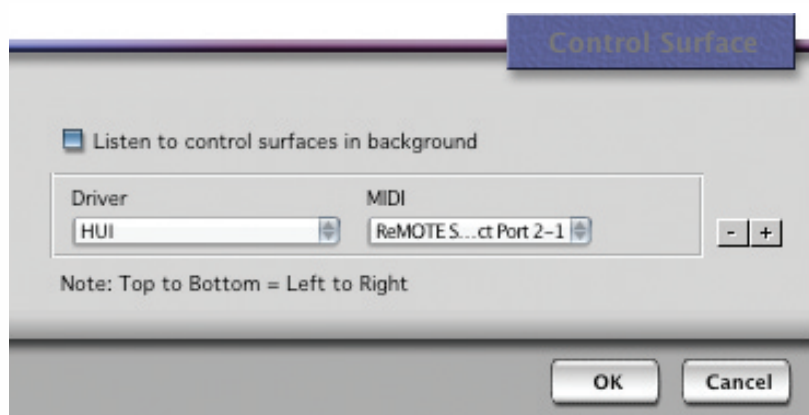 Control Surface
Listen to control surfaces in background
Driver
MIDI
HUI
ReMOTE S...ct Port 2-1
- +
Note: Top to Bottom = Left to Right
OK
Cancel